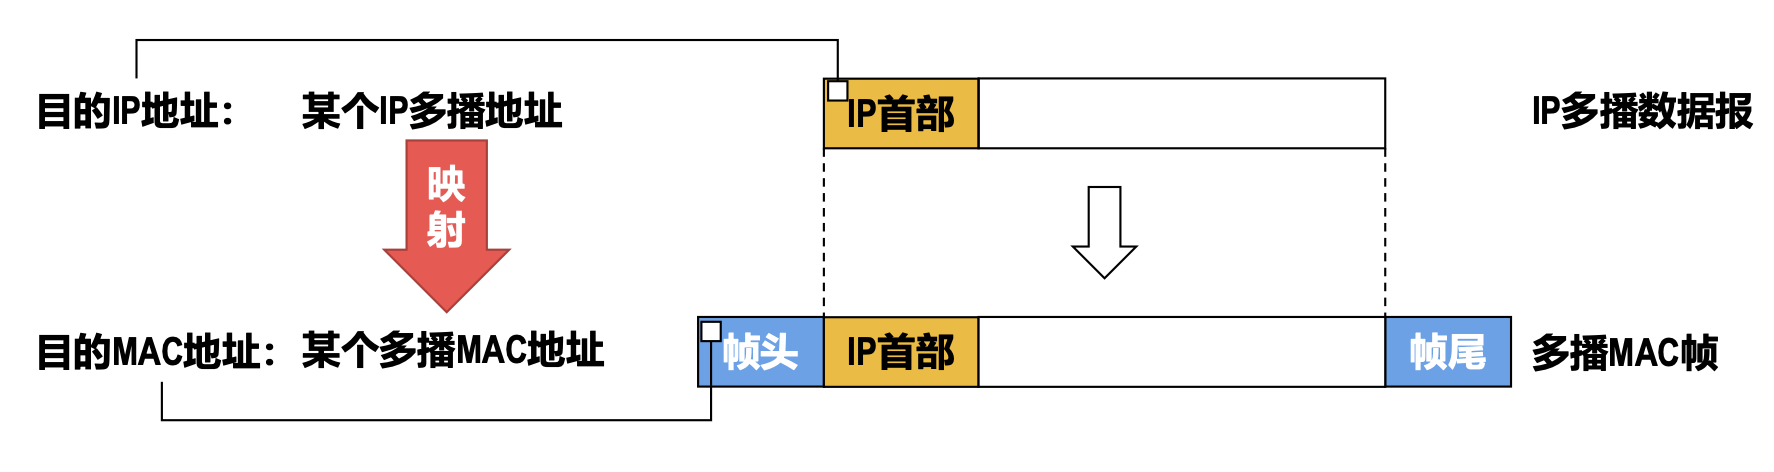 目的IP地址： 某个IP多播地址
IP首部
IP多播数据报
映
射
目的MAC地址： 某个多播MAC地址
帧头
IP首部
帧尾
多播MAC帧